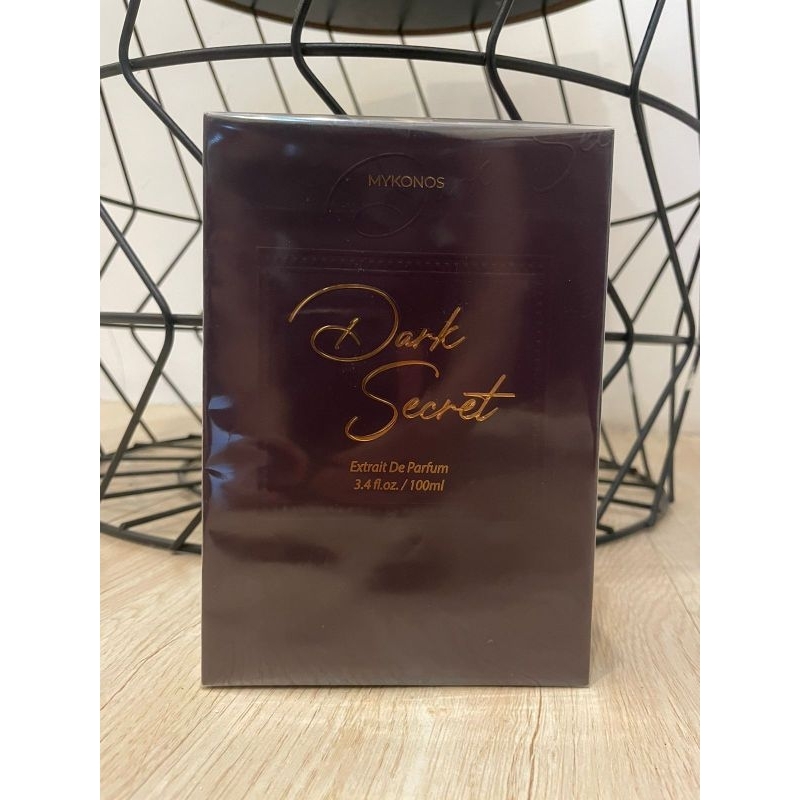 MYKONOS
Dark
Secret
Extrait De Parfum
3.4 fl.oz. / 100ml